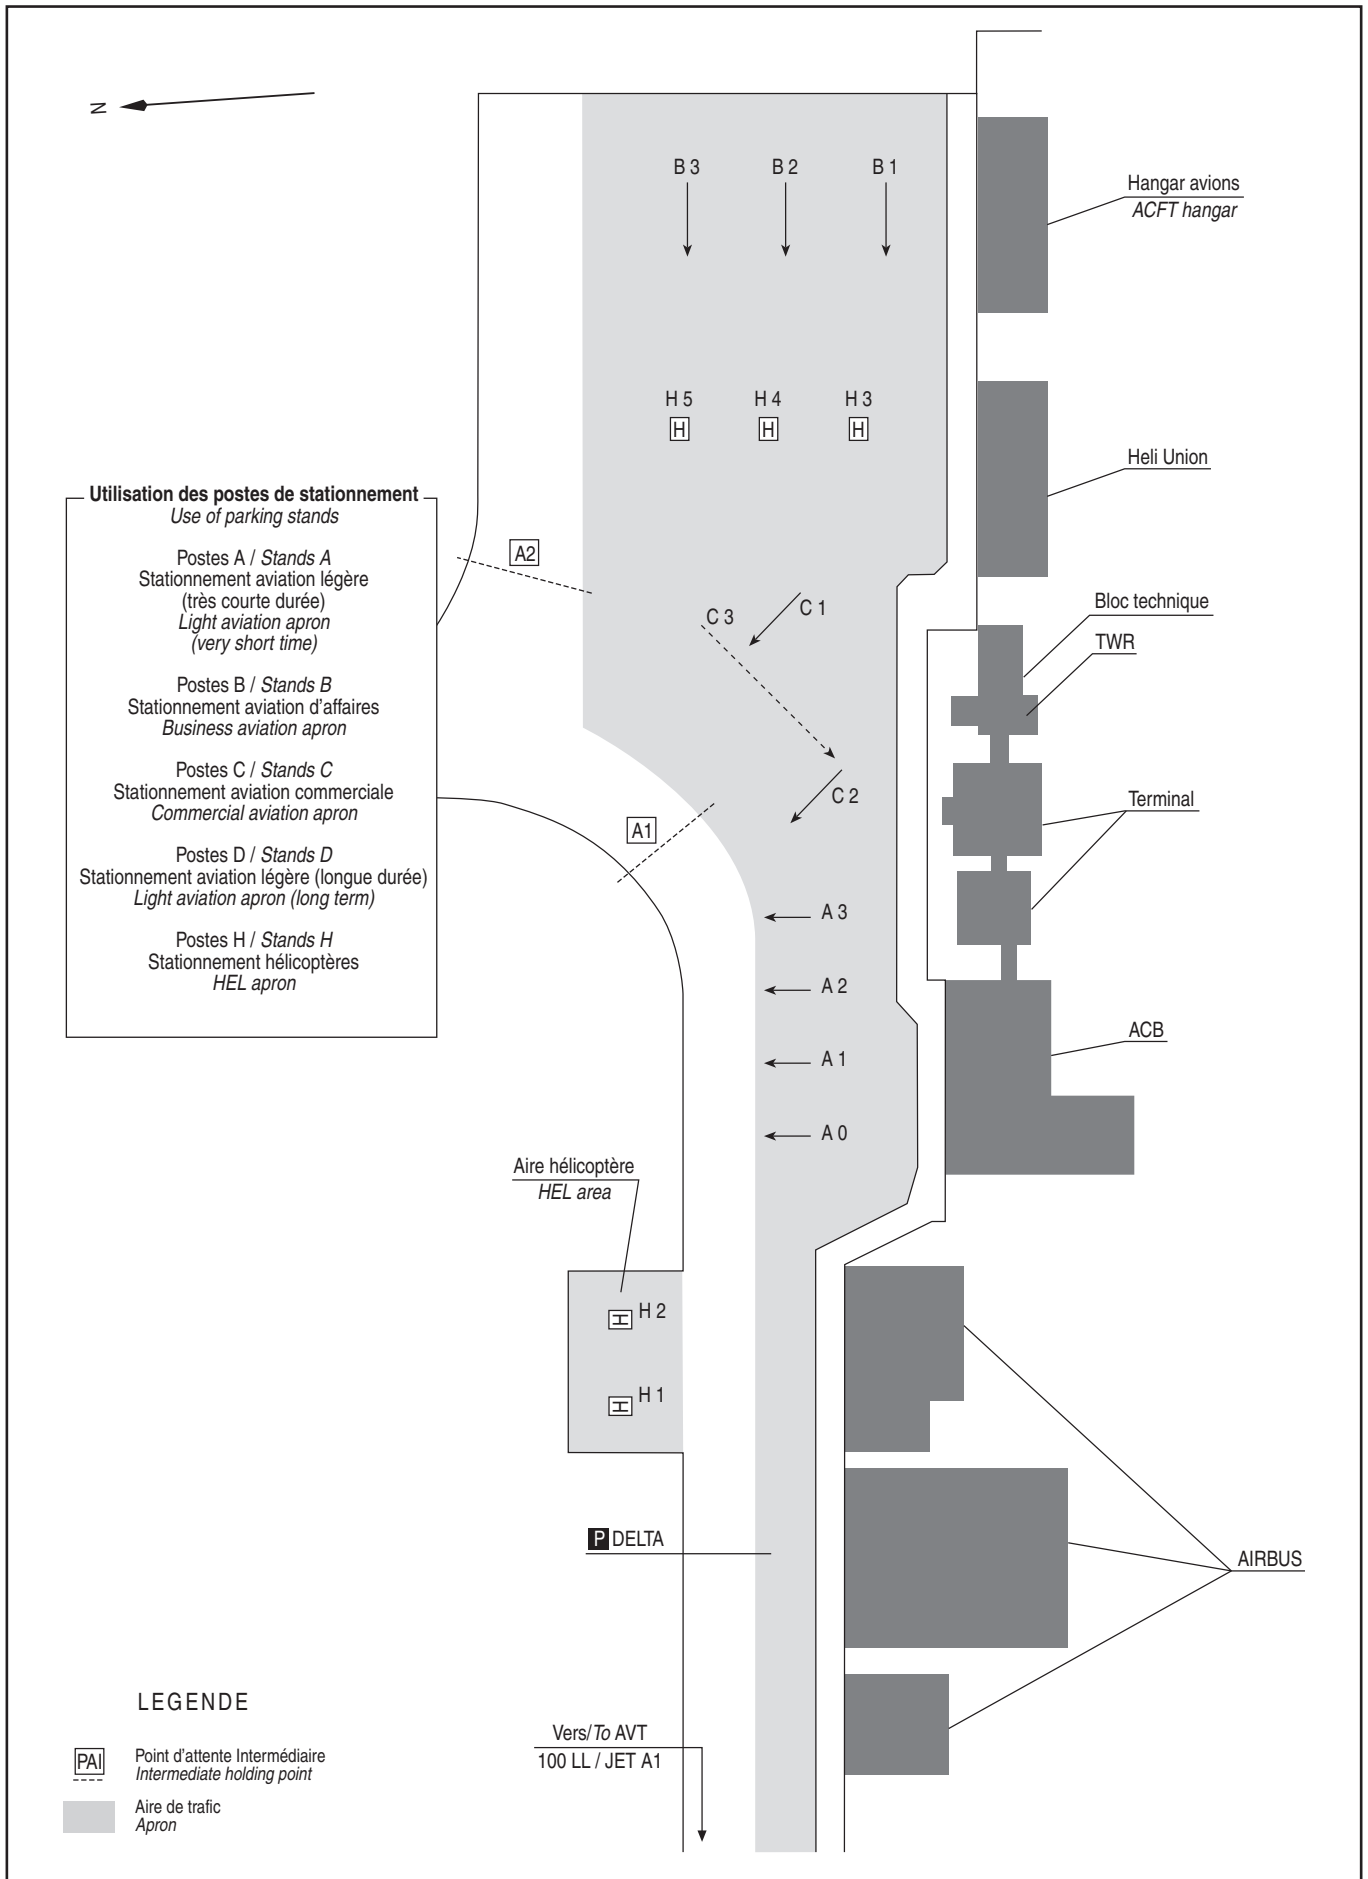 N
B 3
B 2
B 1
Hangar avions
ACFT hangar
H 5
H 4
H 3
H
H
H
Heli Union
Utilisation des postes de stationnement
Use of parking stands
Postes A / Stands A
Stationnement aviation légère
(très courte durée)
Light aviation apron
(very short time)
Postes B / Stands B
Stationnement aviation d'affaires
Business aviation apron
Postes C / Stands C
Stationnement aviation commerciale
Commercial aviation apron
Postes D / Stands D
Stationnement aviation légère (longue durée)
Light aviation apron (long term)
Postes H / Stands H
Stationnement hélicoptères
HEL apron
A2
C 3
C 1
Bloc technique
TWR
C 2
Terminal
A1
A 3
A 2
A 1
A 0
ACB
Aire hélicoptère
HEL area
H
H 2
H
H 1
P DELTA
AIRBUS
LEGENDE
PAI
Point d'attente Intermédiaire
Intermediate holding point
Aire de trafic
Apron
Vers/To AVT
100 LL / JET A1